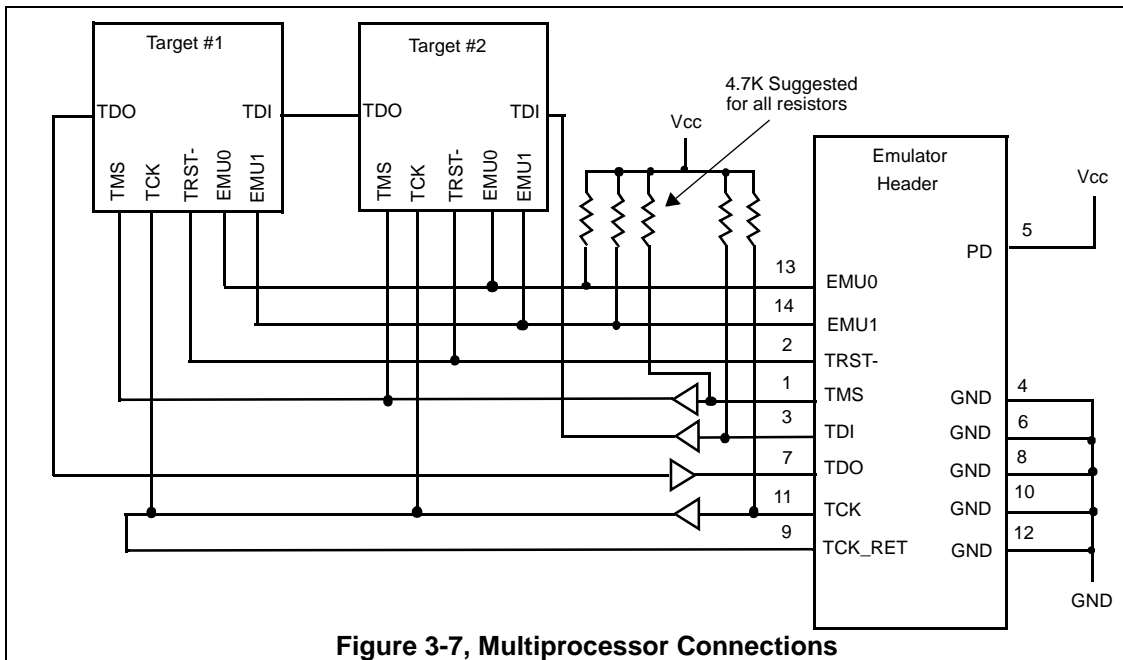 Target #1
Target #2
TDO
TDI
TDO
TDI
TMS
TCK
TRST-
EMU0
EMU1
TMS
TCK
TRST-
EMU0
EMU1
4.7K Suggested
for all resistors
Vcc
Emulator
Header
Vcc
5
PD
13
EMU0
14
EMU1
2
TRST-
1
TMS
3
TDI
7
TDO
11
TCK
9
TCK_RET
GND
4
GND
6
GND
8
GND
10
GND
12
GND
Figure 3-7, Multiprocessor Connections